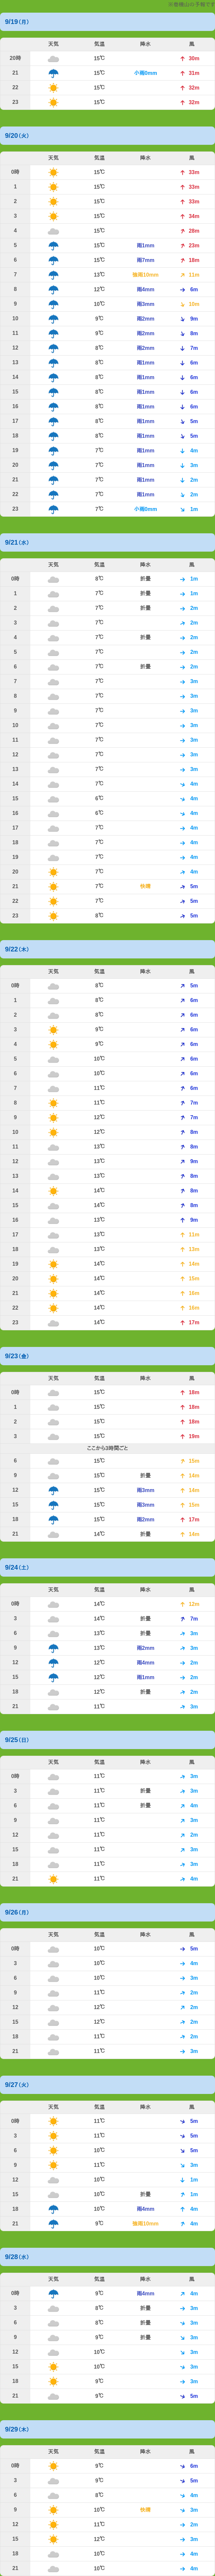 9/19(月)
天気 気温 降水 風
20時 15℃ 30m
21 15℃ 小雨0mm 31m
22 15℃ 32m
23 15℃ 32m
9/20(火)
天気 気温 降水 風
0時 15℃ 33m
1 15℃ 33m
2 15℃ 33m
3 15℃ 34m
4 15℃ 28m
5 15℃ 雨1mm 23m
6 15℃ 雨7mm 18m
7 13℃ 強雨10mm 11m
8 12℃ 雨4mm 6m
9 10℃ 雨3mm 10m
10 9℃ 雨2mm 9m
11 9℃ 雨2mm 8m
12 8℃ 雨2mm 7m
13 8℃ 雨1mm 6m
14 8℃ 雨1mm 6m
15 8℃ 雨1mm 6m
16 8℃ 雨1mm 6m
17 8℃ 雨1mm 5m
18 8℃ 雨1mm 5m
19 7℃ 雨1mm 4m
20 7℃ 雨1mm 3m
21 7℃ 雨1mm 2m
22 7℃ 雨1mm 2m
23 7℃ 小雨0mm 1m
9/21(水)
天気 気温 降水 風
0時 8℃ 折畳 1m
1 7℃ 折畳 1m
2 7℃ 折畳 2m
3 7℃ 2m
4 7℃ 折畳 2m
5 7℃ 2m
6 7℃ 折畳 2m
7 7℃ 3m
8 7℃ 3m
9 7℃ 3m
10 7℃ 3m
11 7℃ 3m
12 7℃ 3m
13 7℃ 3m
14 7℃ 4m
15 6℃ 4m
16 6℃ 4m
17 7℃ 4m
18 7℃ 4m
19 7℃ 4m
20 7℃ 4m
21 7℃ 快晴 5m
22 7℃ 5m
23 8℃ 5m
9/22(木)
天気 気温 降水 風
0時 8℃ 5m
1 8℃ 6m
2 8℃ 6m
3 9℃ 6m
4 9℃ 6m
5 10℃ 6m
6 10℃ 6m
7 11℃ 6m
8 11℃ 7m
9 12℃ 7m
10 12℃ 8m
11 13℃ 8m
12 13℃ 9m
13 13℃ 8m
14 14℃ 8m
15 14℃ 8m
16 13℃ 9m
17 13℃ 11m
18 13℃ 13m
19 14℃ 14m
20 14℃ 15m
21 14℃ 16m
22 14℃ 16m
23 14℃ 17m
9/23(金)
天気 気温 降水 風
0時 15℃ 18m
1 15℃ 18m
2 15℃ 18m
3 15℃ 19m
ここから3時間ごと
6 15℃ 15m
9 15℃ 折畳 14m
12 15℃ 雨3mm 14m
15 15℃ 雨3mm 15m
18 15℃ 雨2mm 17m
21 14℃ 折畳 14m
9/24(土)
天気 気温 降水 風
0時 14℃ 12m
3 14℃ 折畳 7m
6 13℃ 折畳 3m
9 13℃ 雨2mm 3m
12 12℃ 雨4mm 2m
15 12℃ 雨1mm 2m
18 12℃ 折畳 2m
21 11℃ 3m
9/25(日)
天気 気温 降水 風
0時 11℃ 3m
3 11℃ 折畳 3m
6 11℃ 折畳 4m
9 11℃ 3m
12 11℃ 2m
15 11℃ 3m
18 11℃ 3m
21 11℃ 4m
9/26(月)
天気 気温 降水 風
0時 10℃ 5m
3 10℃ 4m
6 10℃ 3m
9 11℃ 2m
12 12℃ 2m
15 12℃ 2m
18 11℃ 2m
21 11℃ 3m
9/27(火)
天気 気温 降水 風
0時 11℃ 5m
3 11℃ 5m
6 10℃ 5m
9 11℃ 3m
12 10℃ 1m
15 10℃ 折畳 1m
18 10℃ 雨4mm 4m
21 9℃ 強雨10mm 4m
9/28(水)
天気 気温 降水 風
0時 9℃ 雨4mm 4m
3 8℃ 折畳 3m
6 8℃ 折畳 3m
9 9℃ 折畳 3m
12 10℃ 3m
15 10℃ 3m
18 9℃ 3m
21 9℃ 5m
9/29(木)
天気 気温 降水 風
0時 9℃ 6m
3 9℃ 5m
6 8℃ 4m
9 10℃ 快晴 3m
12 11℃ 2m
15 12℃ 3m
18 10℃ 4m
21 10℃ 4m